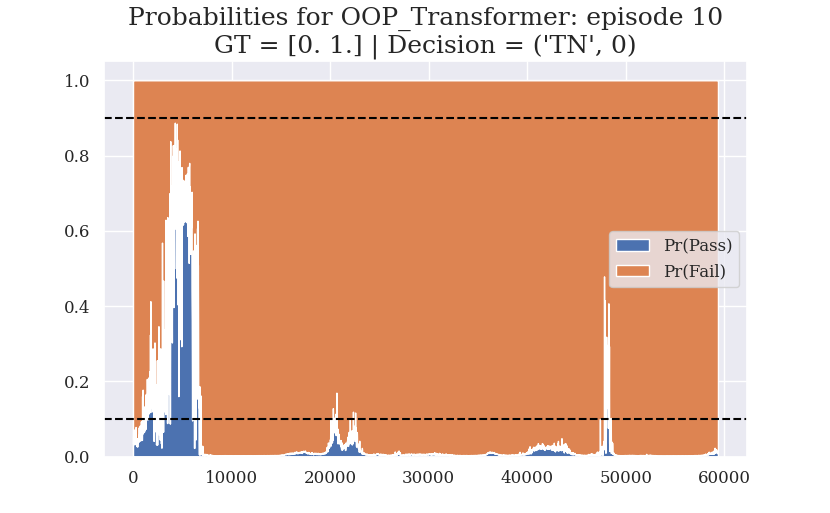 Probabilities for OOP_Transformer: episode 10
GT = [0. 1.] | Decision = ('TN', 0)
1.0
0.8
0.6
0.4
0.2
0.0
Pr(Pass)
Pr(Fail)
0 10000 20000 30000 40000 50000 60000